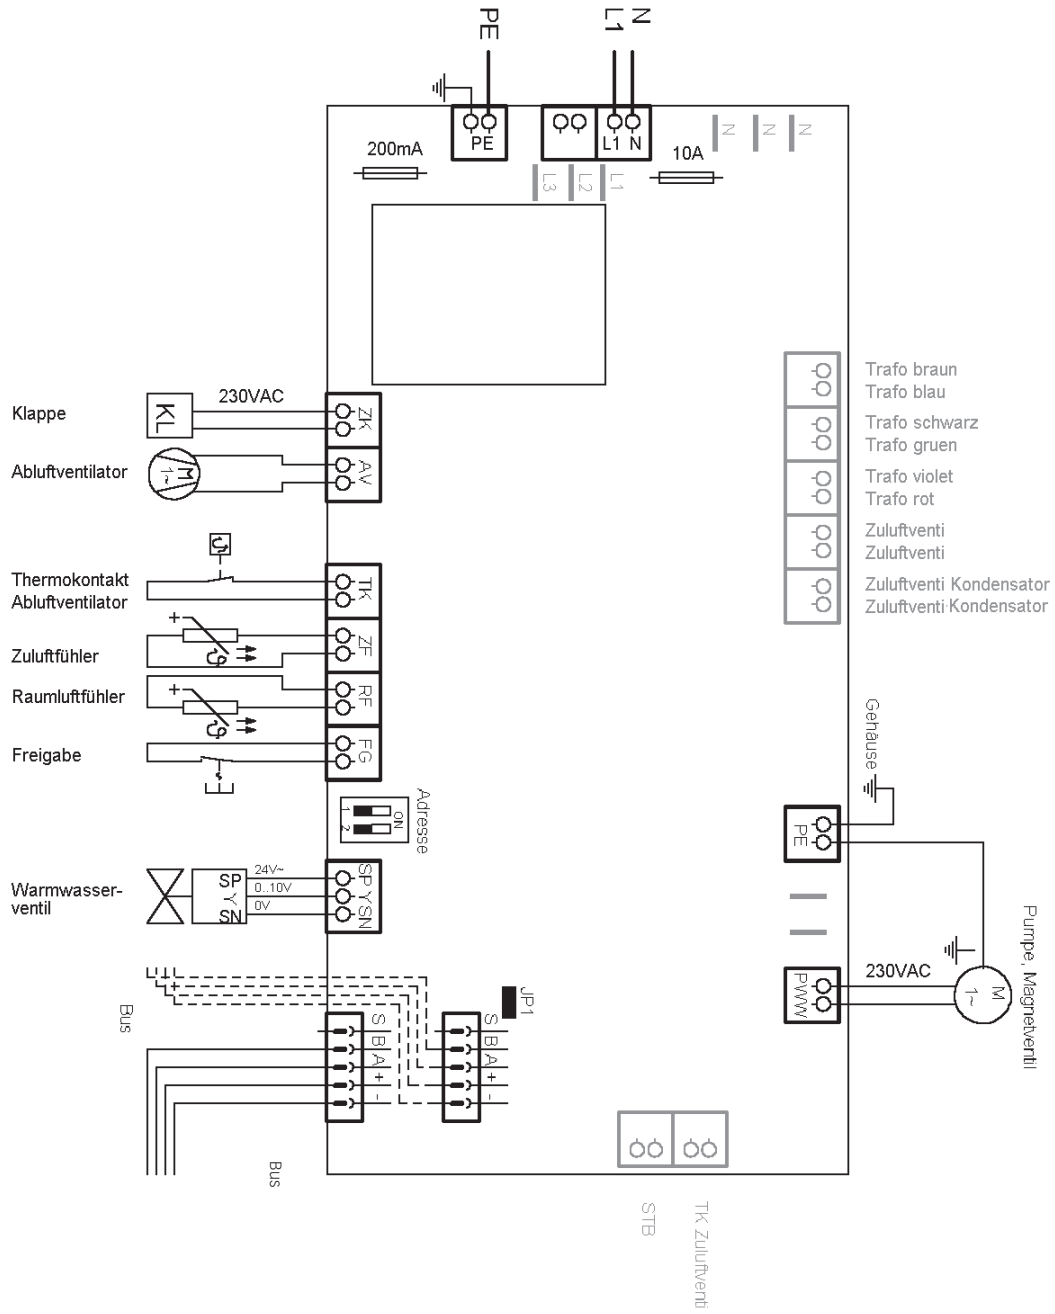 PE
L1
N
PE
L1 N
200mA
10A
N
N
N
L3
L2
L1
Klappe
KL
230VAC
ZK
Abluftventilator
M
1~
AV
Thermokontakt
Abluftventilator
TK
Zuluftfühler
+
ZF
Raumluftfühler
+
RF
Freigabe
FG
1
2
ON
Adresse
Warmwasser-
ventil
SP
Y
SN
24V~
0..10V
0V
SP Y SN
Bus
Bus
S B A + -
JP1
S B A + -
Trafo braun
Trafo blau
Trafo schwarz
Trafo gruen
Trafo violet
Trafo rot
Zuluftventi
Zuluftventi
Zuluftventi Kondensator
Zuluftventi Kondensator
Gehäuse
PE
PWW
230VAC
M
1~
Pumpe, Magnetventil
STB
TK Zuluftventi